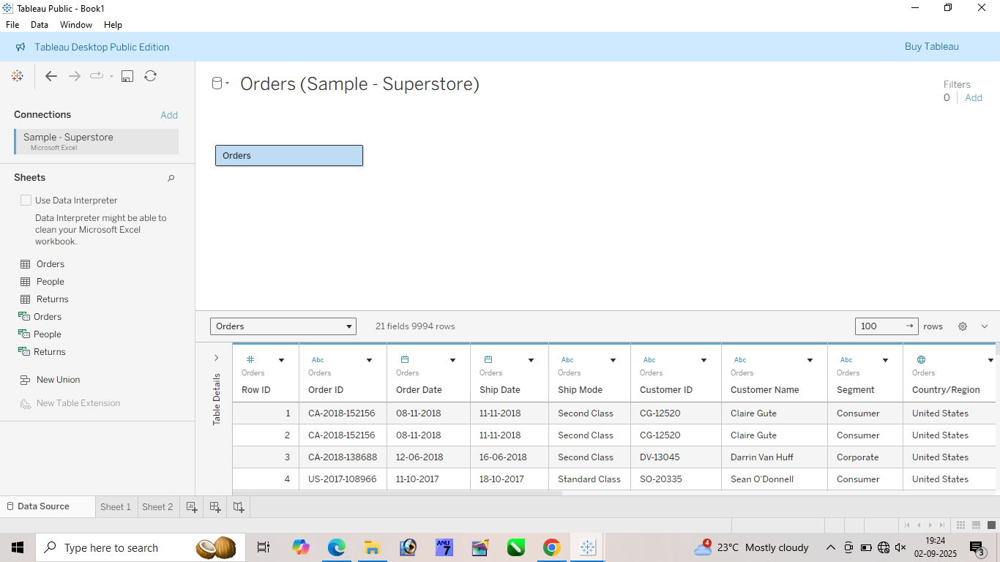 Tableau Public - Book1
File Data Window Help
Tableau Desktop Public Edition Buy Tableau
Orders (Sample - Superstore)
Filters
0 Add
Connections Add
Sample - Superstore
Microsoft Excel
Orders
Sheets
Use Data Interpreter
Data Interpreter might be able to
clean your Microsoft Excel
workbook.
Orders
People
Returns
Orders
People
Returns
New Union
New Table Extension
Orders 21 fields 9994 rows 100 → rows
Table Details
# Abc Abc Abc Abc Abc
Orders Orders Orders Orders Orders Orders Orders Orders Orders
Row ID Order ID Order Date Ship Date Ship Mode Customer ID Customer Name Segment Country/Region
1 CA-2018-152156 08-11-2018 11-11-2018 Second Class CG-12520 Claire Gute Consumer United States
2 CA-2018-152156 08-11-2018 11-11-2018 Second Class CG-12520 Claire Gute Consumer United States
3 CA-2018-138688 12-06-2018 16-06-2018 Second Class DV-13045 Darrin Van Huff Corporate United States
4 US-2017-108966 11-10-2017 18-10-2017 Standard Class SO-20335 Sean O'Donnell Consumer United States
Data Source Sheet 1 Sheet 2
Type here to search
ANU
7
4
23°C Mostly cloudy
19:24
02-09-2025
3